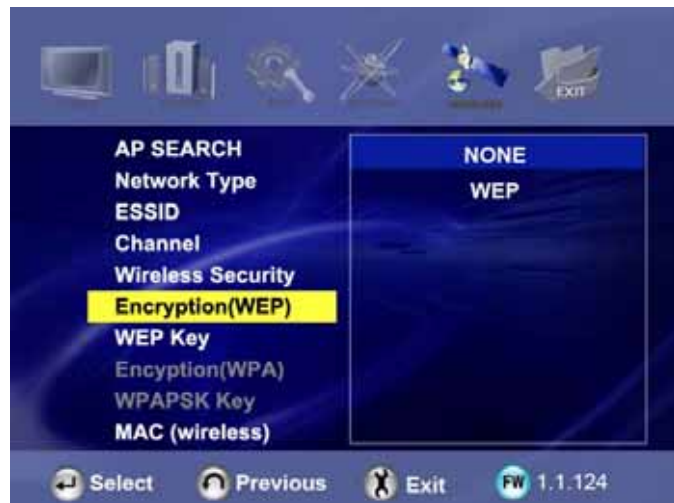 EXIT
AP SEARCH
Network Type
ESSID
Channel
Wireless Security
Encryption(WEP)
WEP Key
Encyption(WPA)
WPAPSK Key
MAC (wireless)
NONE
WEP
Select Previous Exit FW 1.1.124